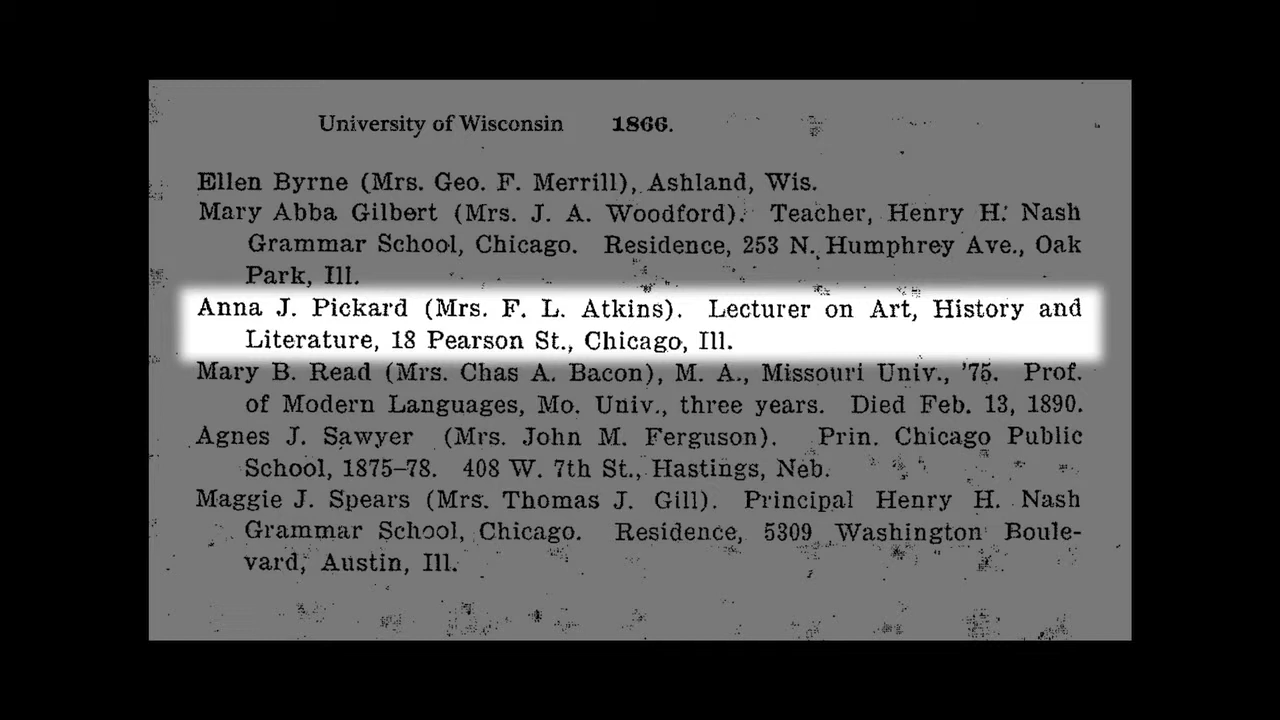 University of Wisconsin 1866.
Ellen Byrne (Mrs. Geo. F. Merrill), Ashland, Wis.
Mary Abba Gilbert (Mrs. J. A. Woodford). Teacher, Henry H. Nash
Grammar School, Chicago. Residence, 253 N. Humphrey Ave., Oak
Park, Ill.
Anna J. Pickard (Mrs. F. L. Atkins). Lecturer on Art, History and
Literature, 18 Pearson St., Chicago, Ill.
Mary B. Read (Mrs. Chas A. Bacon), M. A., Missouri Univ., '75. Prof.
of Modern Languages, Mo. Univ., three years. Died Feb. 13, 1890.
Agnes J. Sawyer (Mrs. John M. Ferguson). Prin. Chicago Public
School, 1875–78. 408 W. 7th St., Hastings, Neb.
Maggie J. Spears (Mrs. Thomas J. Gill). Principal Henry H. Nash
Grammar School, Chicago. Residence, 5309 Washington Boule-
vard, Austin, Ill.